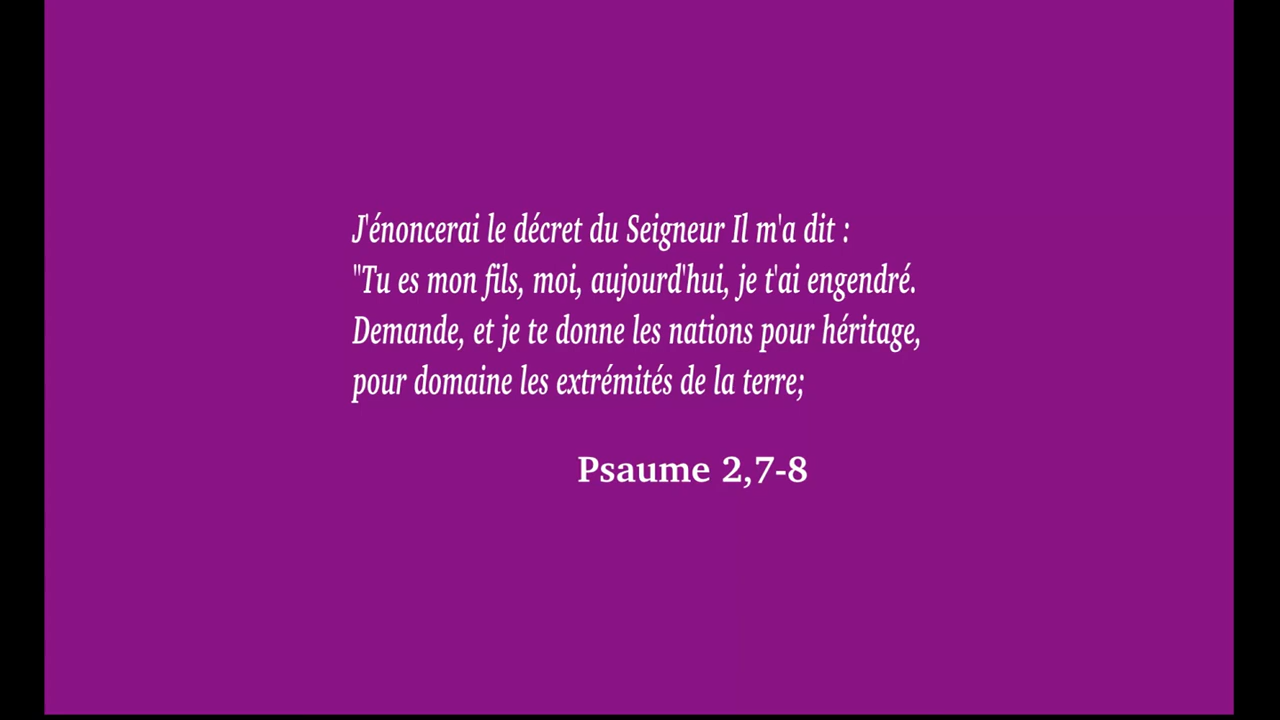 J'énoncerai le décret du Seigneur Il m'a dit :
"Tu es mon fils, moi, aujourd'hui, je t'ai engendré.
Demande, et je te donne les nations pour héritage,
pour domaine les extrémités de la terre;
Psaume 2,7-8